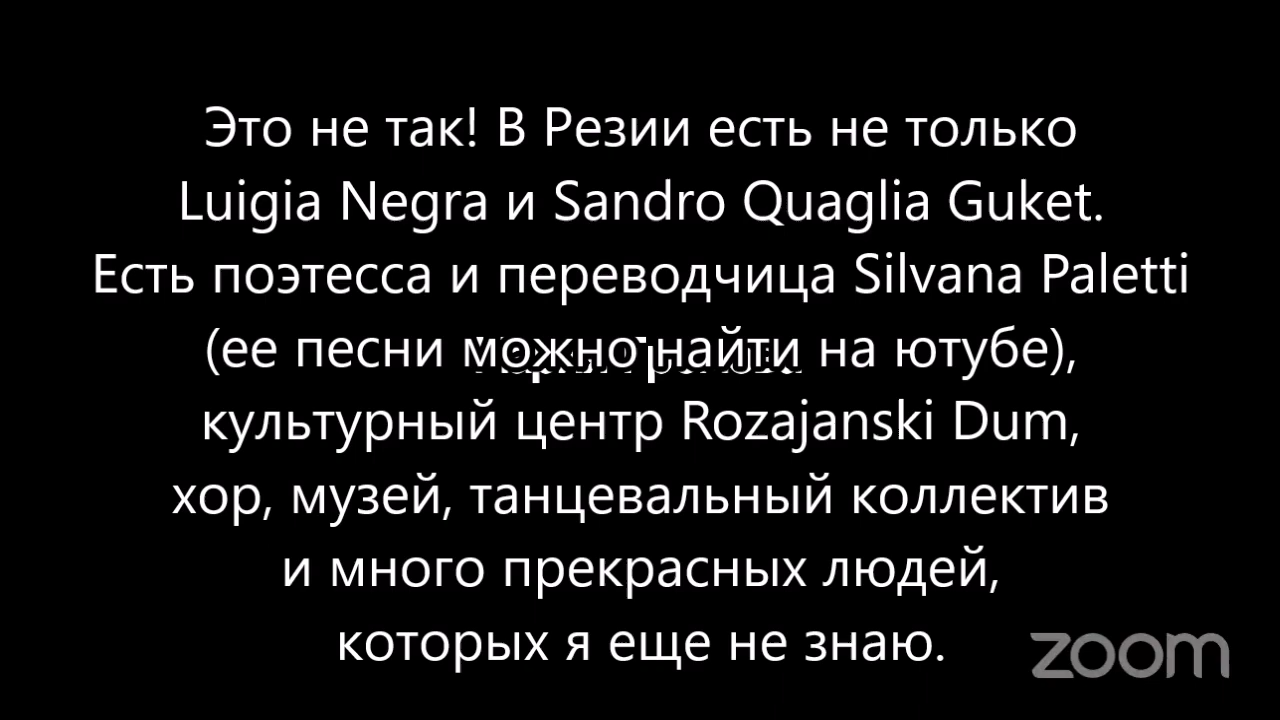 Это не так! В Резии есть не только
Luigia Negra и Sandro Quaglia Guket.
Есть поэтесса и переводчица Silvana Paletti
(ее песни можно найти на ютубе),
культурный центр Rozajanski Dum,
хор, музей, танцевальный коллектив
и много прекрасных людей,
которых я еще не знаю.
zoom